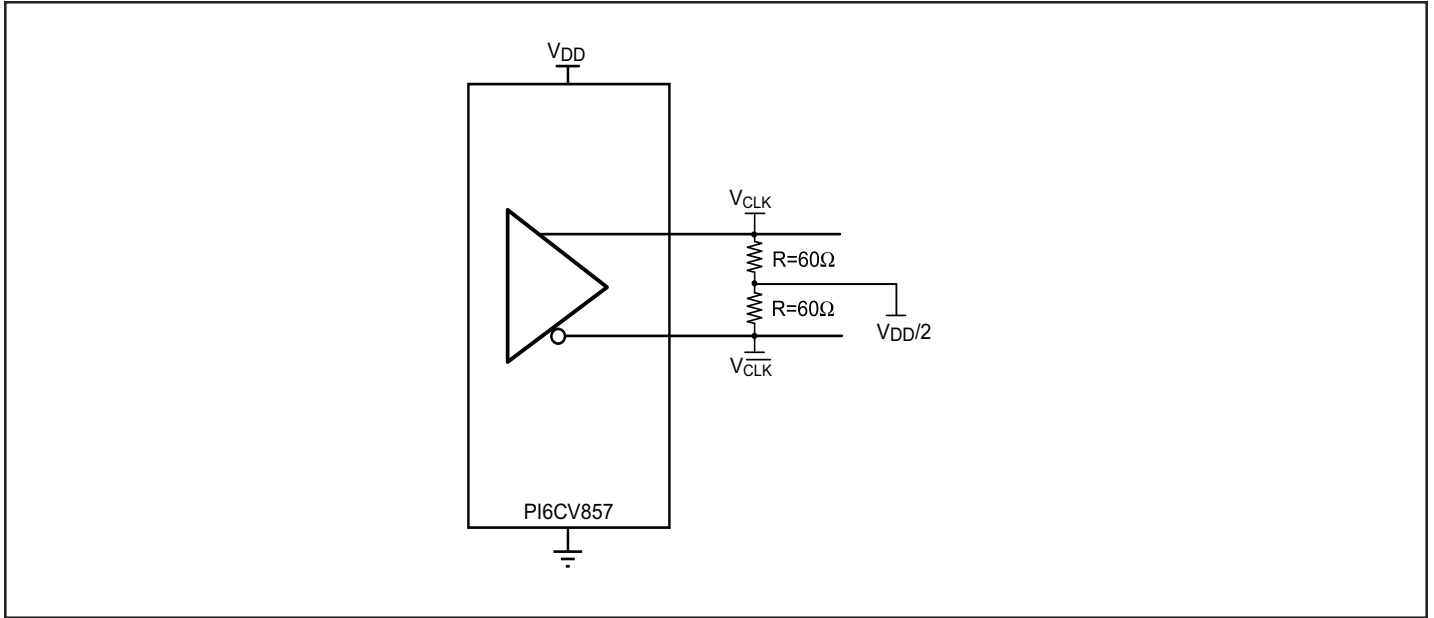 VDD
VCLK
R=60Ω
R=60Ω
VDD/2
VCLK
PI6CV857